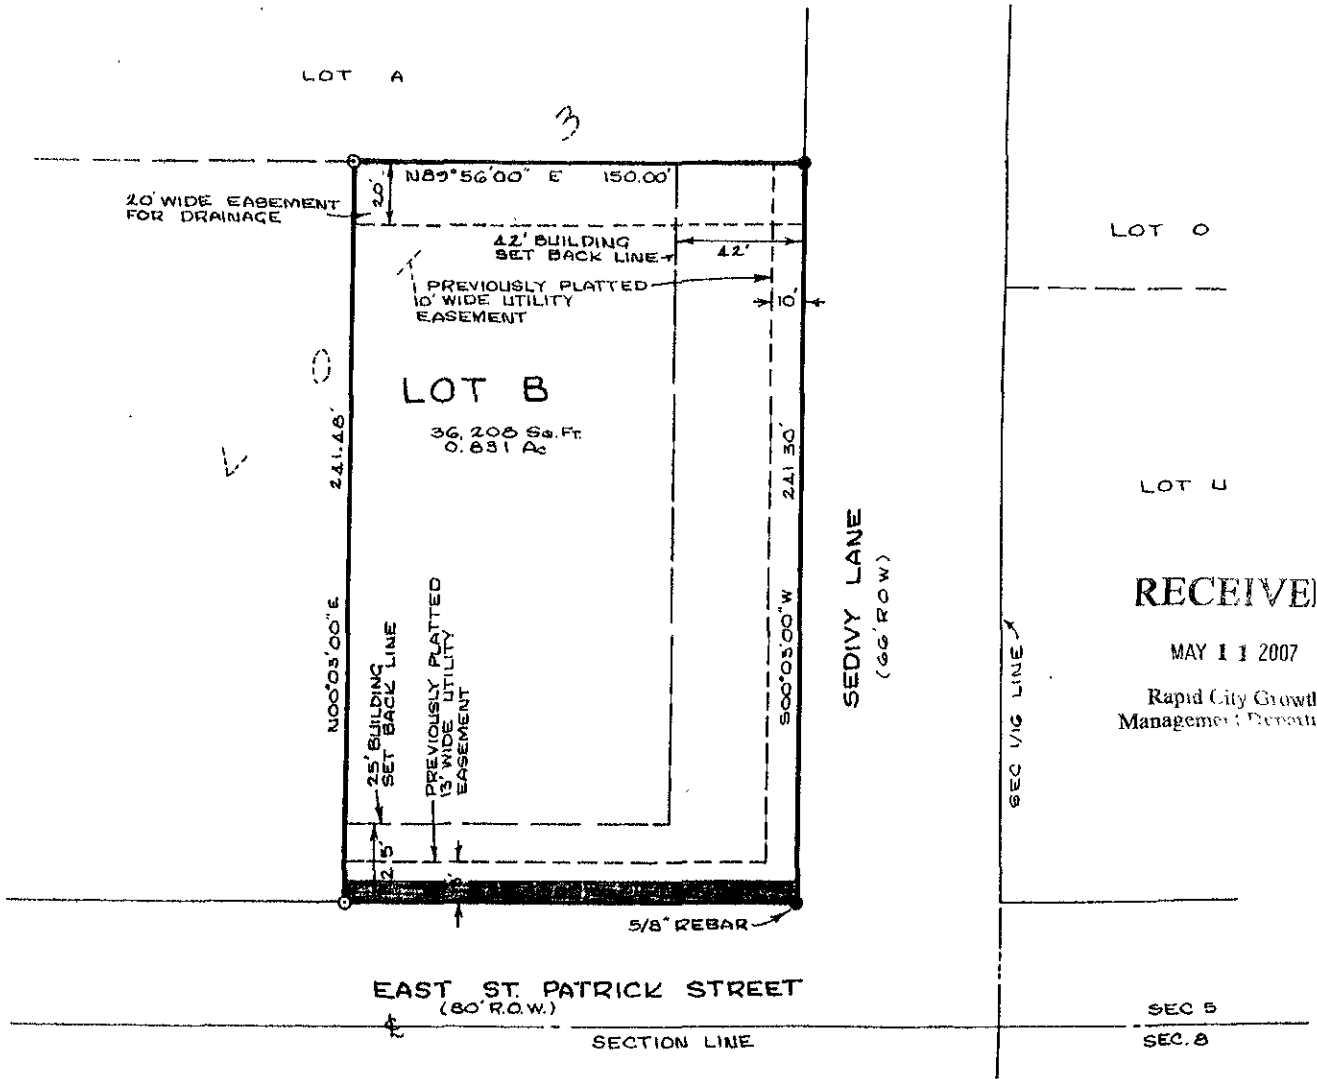 LOT A
3
N89°56'00" E 150.00'
20'
20' WIDE EASEMENT
FOR DRAINAGE
LOT O
42' BUILDING
SET BACK LINE
42'
PREVIOUSLY PLATTED
10' WIDE UTILITY
EASEMENT
10'
LOT B
36,208 Sq. Ft.
0.831 Ac
241.48'
N00°03'00" E
241.30'
S00°03'00" W
LOT U
SEDIVY LANE
(66' ROW)
SEC 1/16 LINE
RECEIVE
MAY 11 2007
Rapid City Growt
Management
25' BUILDING
SET BACK LINE
PREVIOUSLY PLATTED
13' WIDE UTILITY
EASEMENT
25'
5/8" REBAR
EAST ST. PATRICK STREET
(80' R.O.W.)
SECTION LINE
SEC 5
SEC. 8